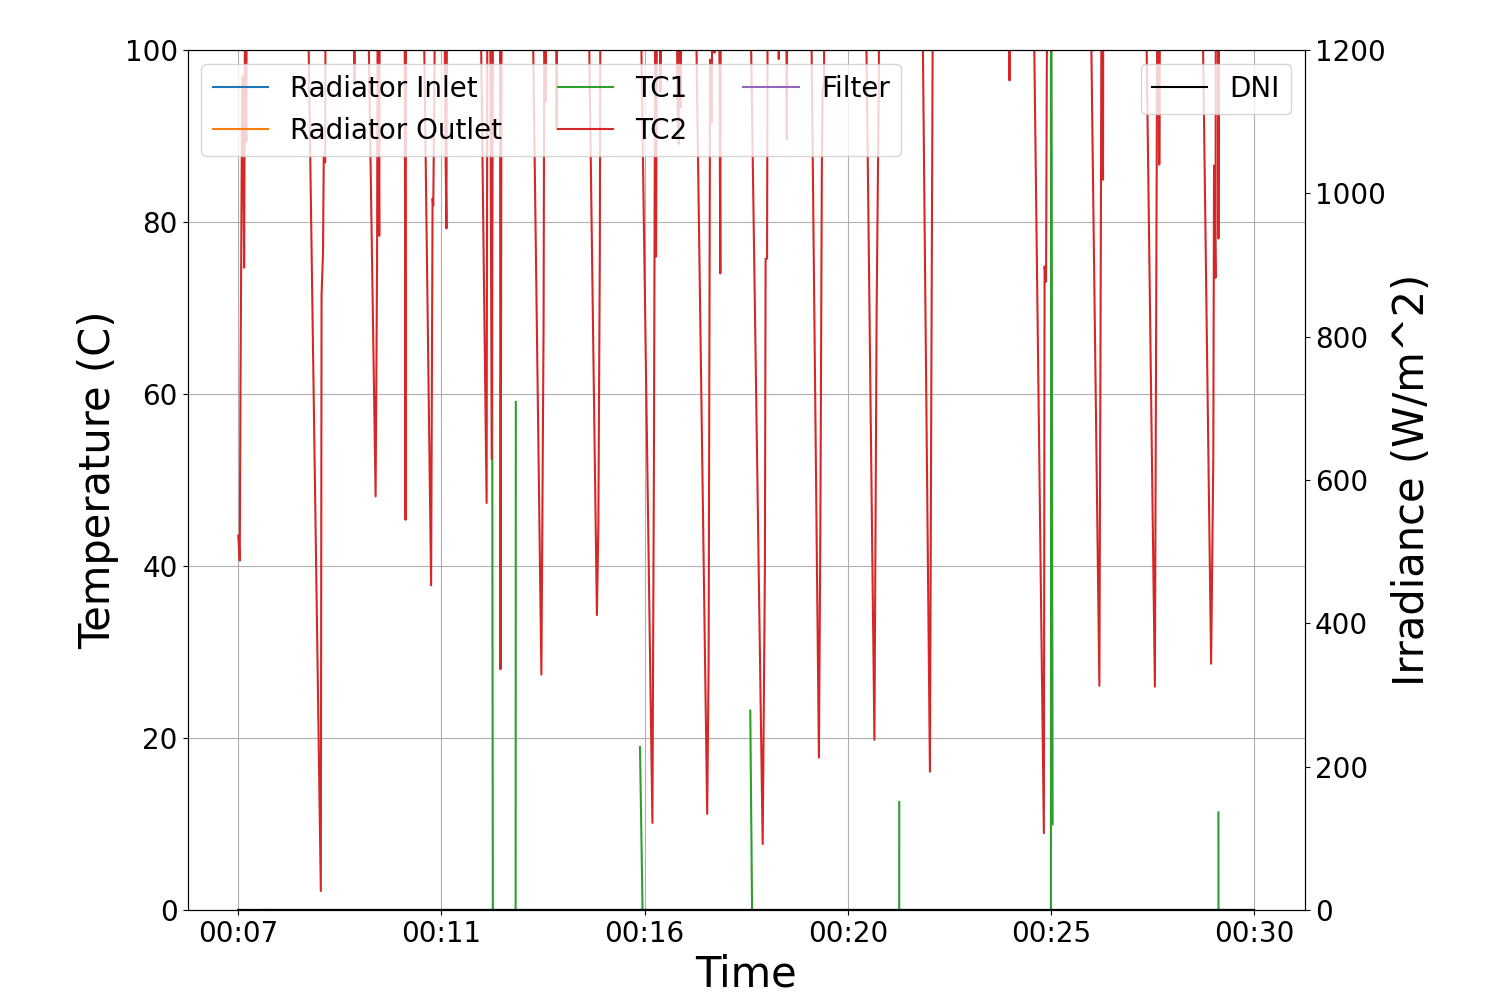 100
80
60
40
20
0
Temperature (C)
Radiator Inlet
Radiator Outlet
TC1
TC2
Filter
DNI
1200
1000
800
600
400
200
0
Irradiance (W/m^2)
00:07 00:11 00:16 00:20 00:25 00:30
Time